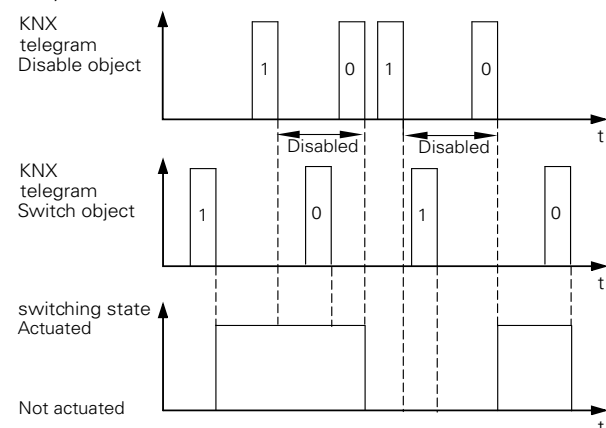 KNX
telegram
Disable object
1
0
1
0
t
Disabled
Disabled
KNX
telegram
Switch object
1
0
1
0
t
switching state
Actuated
Not actuated
t